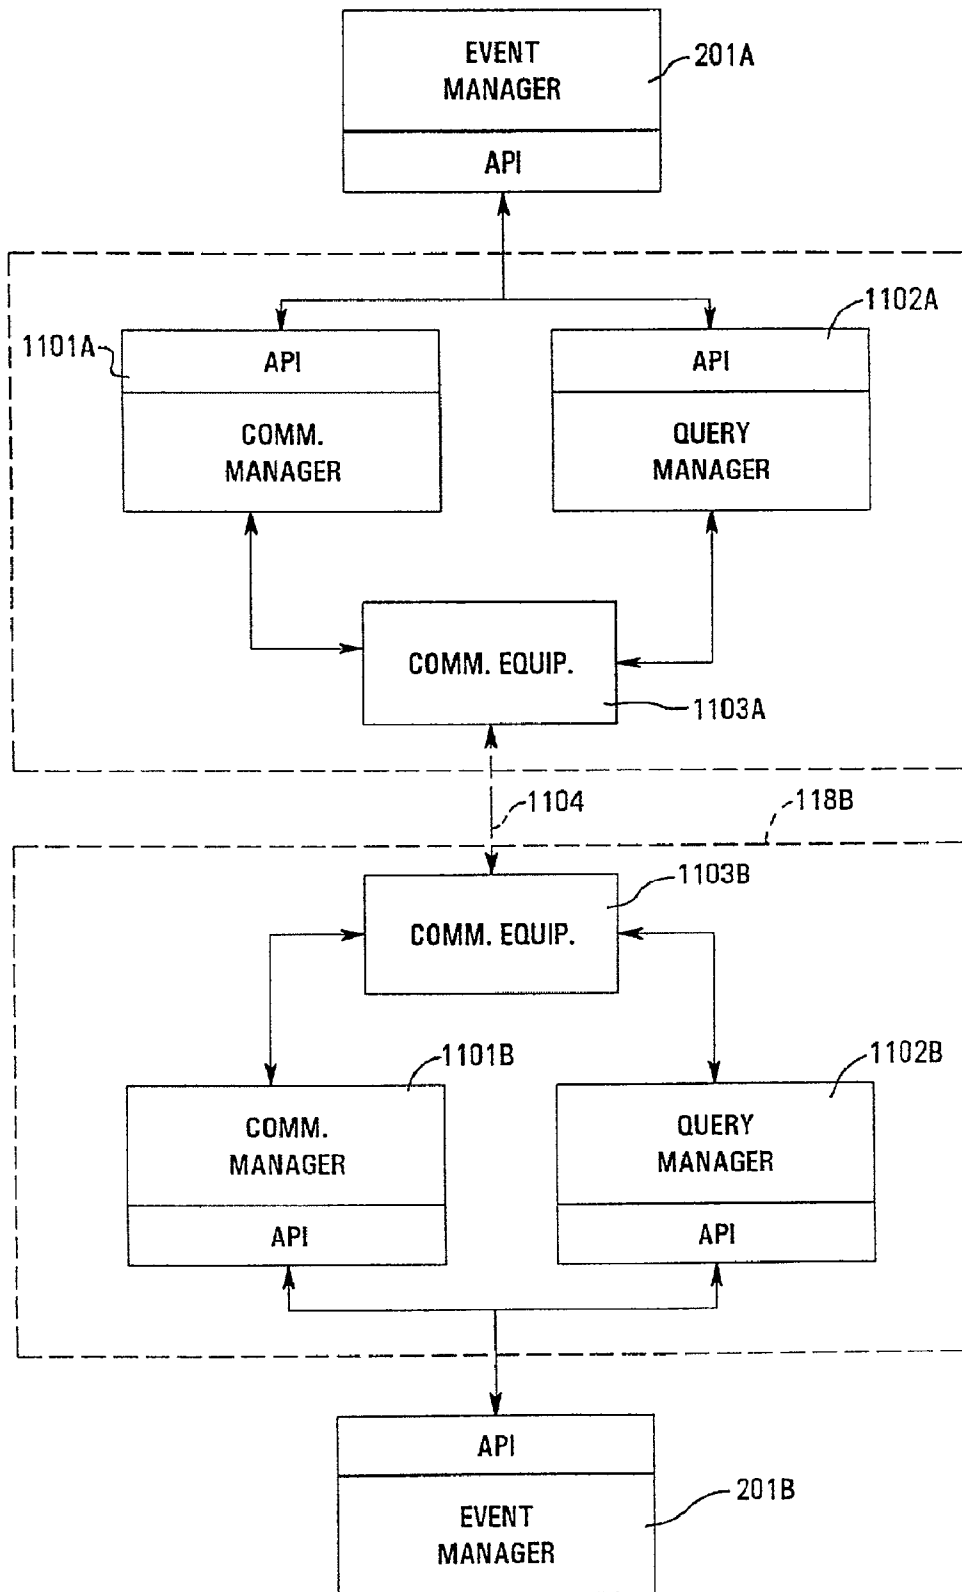 EVENT
MANAGER
201A
API
1102A
1101A
API
API
COMM.
MANAGER
QUERY
MANAGER
COMM. EQUIP.
1103A
1104
118B
1103B
COMM. EQUIP.
1101B
1102B
COMM.
MANAGER
QUERY
MANAGER
API
API
API
201B
EVENT
MANAGER